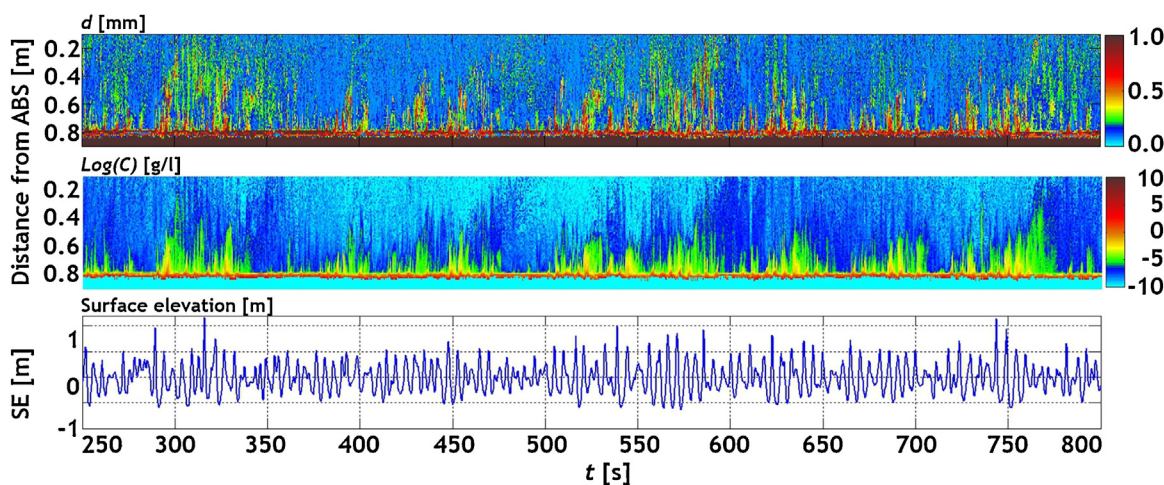 d [mm]
Distance from ABS [m]
0.2
0.4
0.6
0.8
1.0
0.5
0.0
Log(C) [g/l]
0.2
0.4
0.6
0.8
10
5
0
-5
-10
Surface elevation [m]
SE [m]
1
0
-1
250 300 350 400 450 500 550 600 650 700 750 800
t [s]